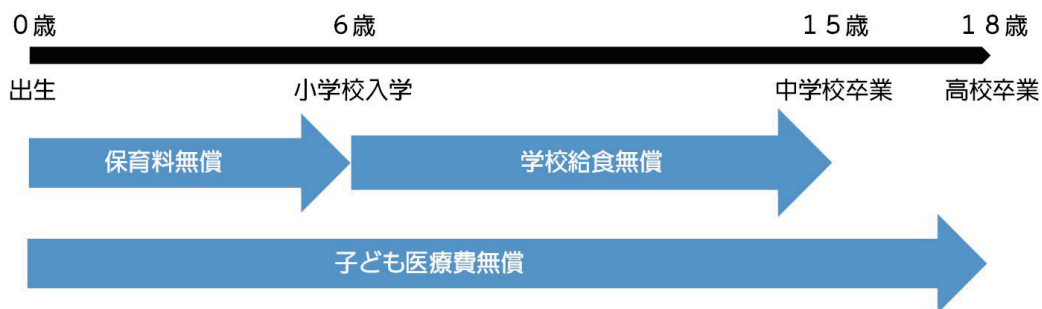 ０歳 ６歳 １５歳 １８歳
出生 小学校入学 中学校卒業 高校卒業
保育料無償 学校給食無償
子ども医療費無償